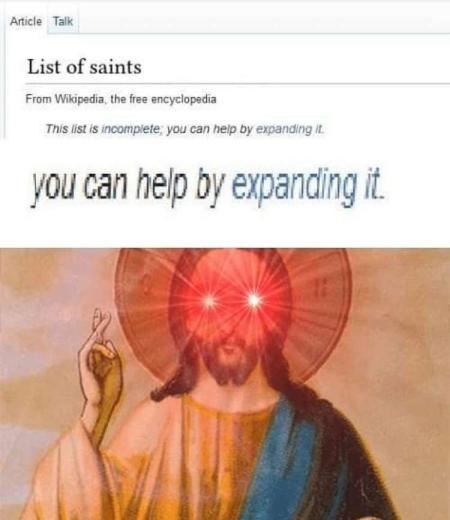 Article Talk
List of saints
From Wikipedia, the free encyclopedia
This list is incomplete; you can help by expanding it.
you can help by expanding it.